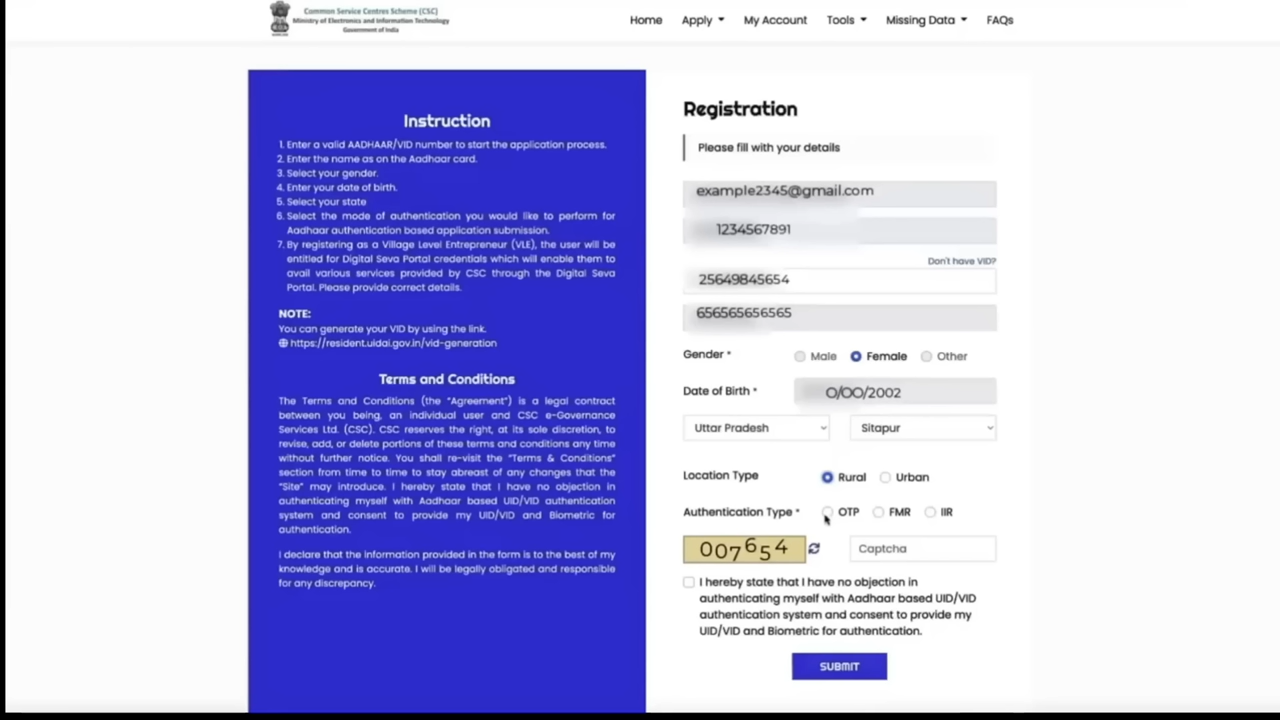 Common Service Centres Scheme (CSC)
Ministry of Electronics and Information Technology
Government of India
Home Apply My Account Tools Missing Data FAQs
Instruction
1. Enter a valid AADHAAR/VID number to start the application process.
2. Enter the name as on the Aadhaar card.
3. Select your gender.
4. Enter your date of birth.
5. Select your state
6. Select the mode of authentication you would like to perform for
Aadhaar authentication based application submission.
7. By registering as a Village Level Entrepreneur (VLE), the user will be
entitled for Digital Seva Portal credentials which will enable them to
avail various services provided by CSC through the Digital Seva
Portal. Please provide correct details.
NOTE:
You can generate your VID by using the link.
https://resident.uidai.gov.in/vid-generation
Terms and Conditions
The Terms and Conditions (the "Agreement") is a legal contract
between you being, an individual user and CSC e-Governance
Services Ltd. (CSC). CSC reserves the right, at its sole discretion, to
revise, add, or delete portions of these terms and conditions any time
without further notice. You shall re-visit the "Terms & Conditions"
section from time to time to stay abreast of any changes that the
"Site" may introduce. I hereby state that I have no objection in
authenticating myself with Aadhaar based UID/VID authentication
system and consent to provide my UID/VID and Biometric for
authentication.
I declare that the information provided in the form is to the best of my
knowledge and is accurate. I will be legally obligated and responsible
for any discrepancy.
Registration
Please fill with your details
example2345@gmail.com
1234567891
Don't have VID?
25649845654
656565656565
Gender * Male Female Other
Date of Birth * O/OO/2002
Uttar Pradesh Sitapur
Location Type Rural Urban
Authentication Type * OTP FMR IIR
007654 Captcha
I hereby state that I have no objection in
authenticating myself with Aadhaar based UID/VID
authentication system and consent to provide my
UID/VID and Biometric for authentication.
SUBMIT